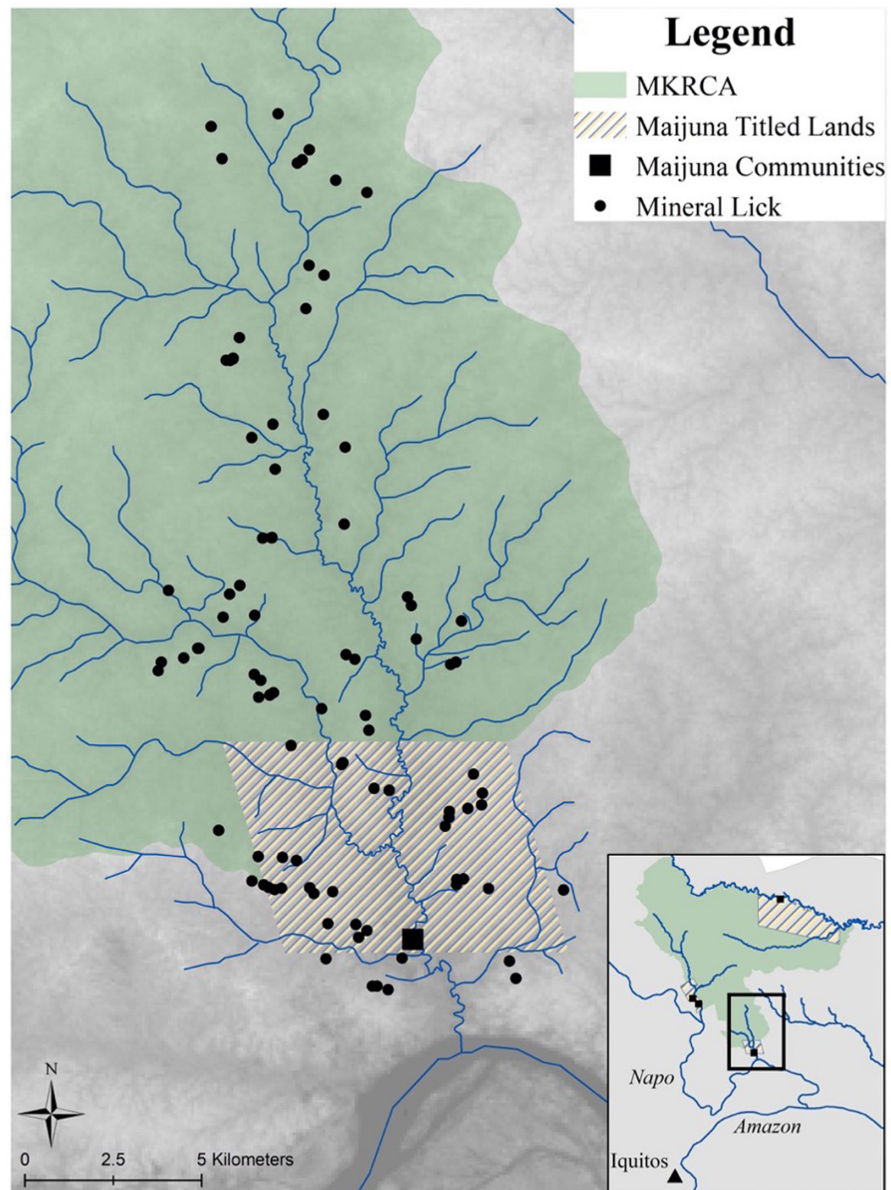 Legend
MKRCA
Maijuna Titled Lands
Maijuna Communities
Mineral Lick
N
0 2.5 5 Kilometers
Napo
Amazon
Iquitos